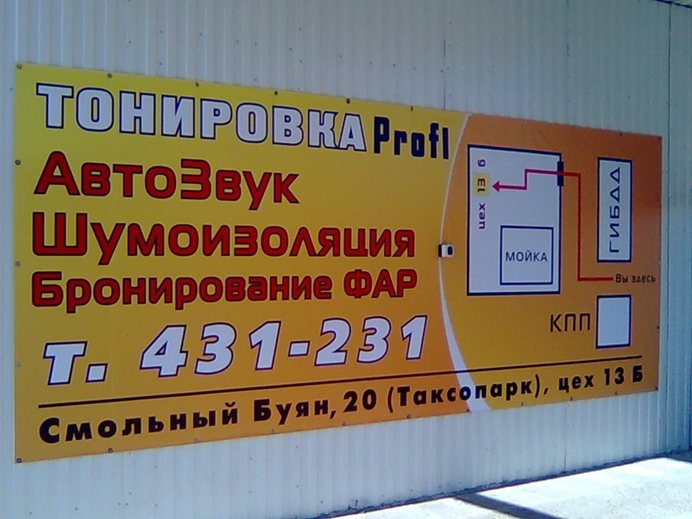 ТОНИРОВКА Profi
АвтоЗвук
Шумоизоляция
Бронирование ФАР
т. 431-231
Смольный Буян, 20 (Таксопарк), цех 13 Б
цех 13 б
МОЙКА
ГИБДД
Вы здесь
КПП